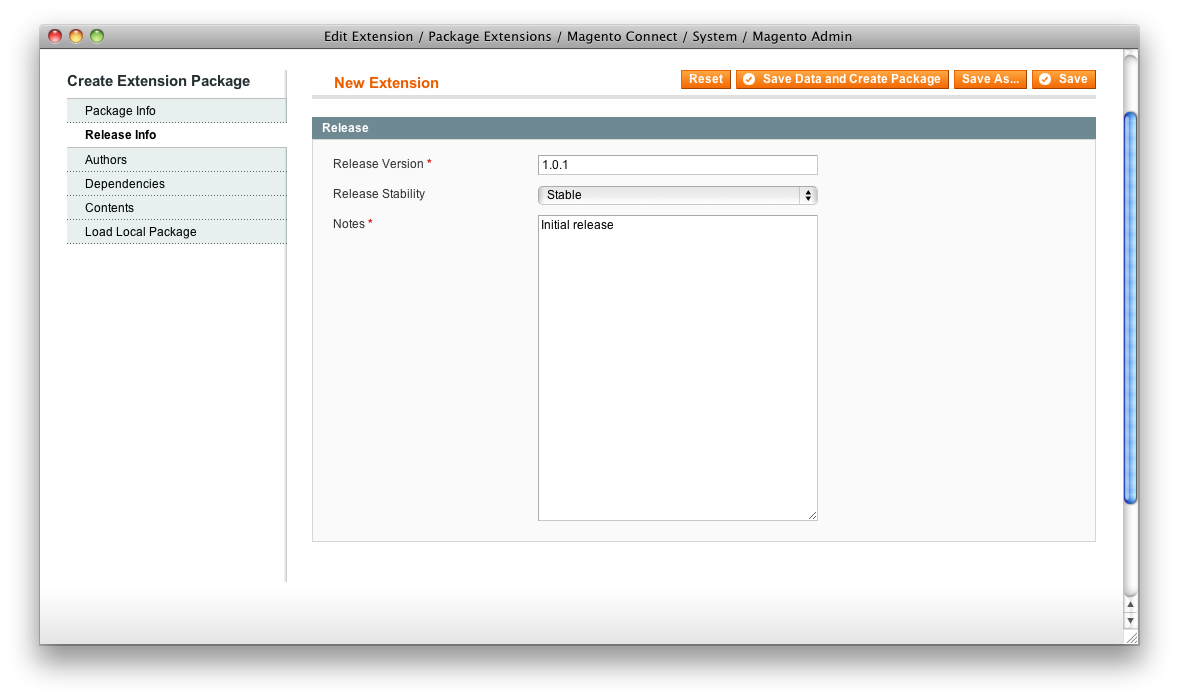 Edit Extension / Package Extensions / Magento Connect / System / Magento Admin
Create Extension Package
Package Info
Release Info
Authors
Dependencies
Contents
Load Local Package
New Extension
Reset
Save Data and Create Package
Save As...
Save
Release
Release Version *
1.0.1
Release Stability
Stable
Notes *
Initial release